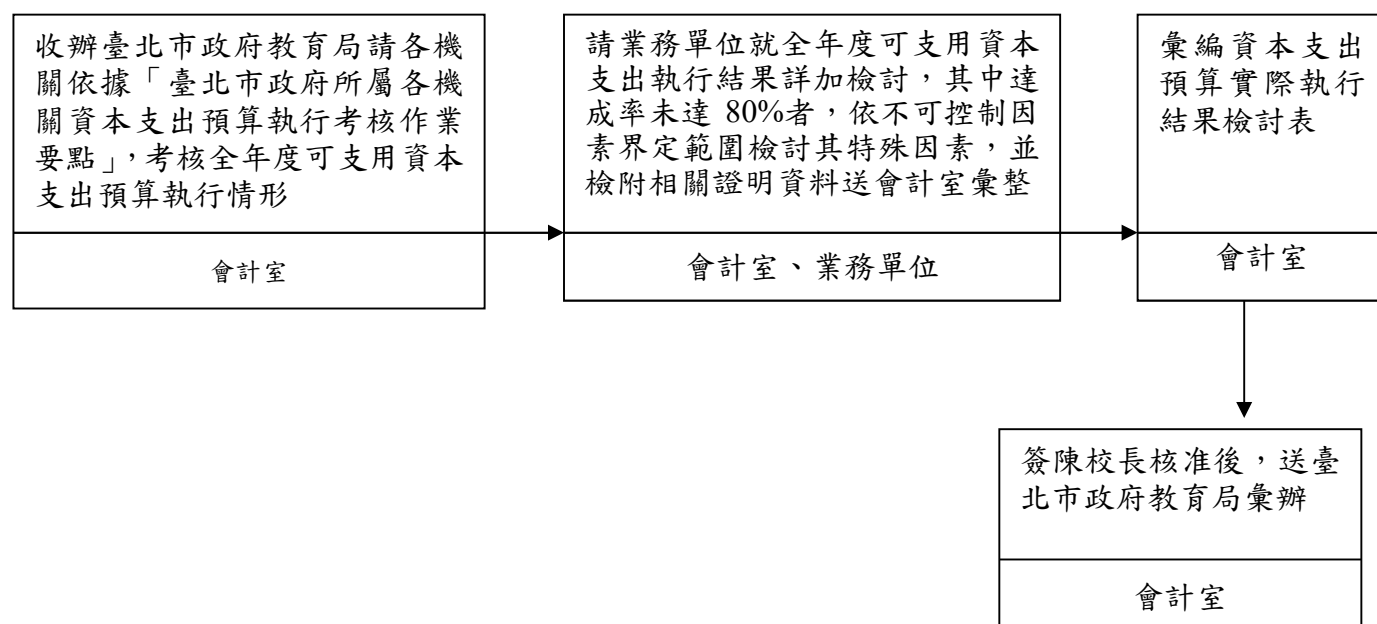 收辦臺北市政府教育局請各機
關依據「臺北市政府所屬各機
關資本支出預算執行考核作業
要點」,考核全年度可支用資本
支出預算執行情形
會計室
請業務單位就全年度可支用資本
支出執行結果詳加檢討,其中達
成率未達 80%者,依不可控制因
素界定範圍檢討其特殊因素,並
檢附相關證明資料送會計室彙整
會計室、業務單位
彙編資本支出
預算實際執行
結果檢討表
會計室
簽陳校長核准後,送臺
北市政府教育局彙辦
會計室